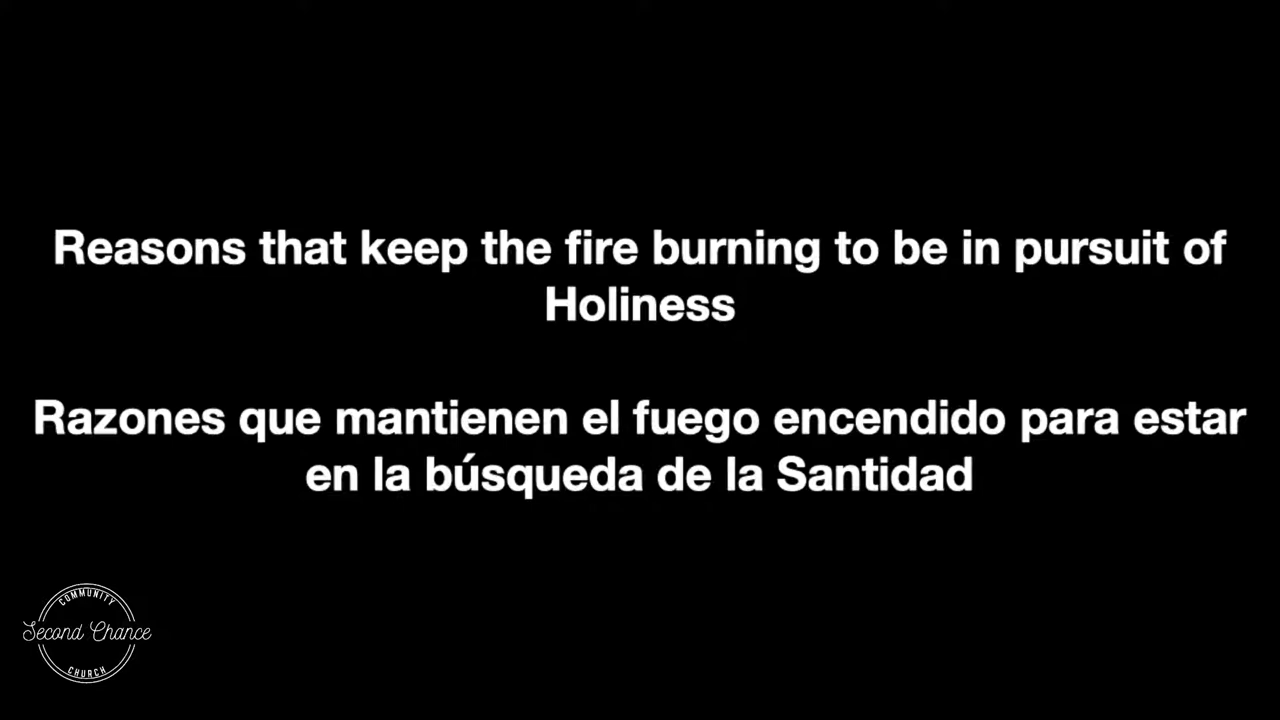 Reasons that keep the fire burning to be in pursuit of
Holiness
Razones que mantienen el fuego encendido para estar
en la búsqueda de la Santidad
COMMUNITY
Second Chance
CHURCH